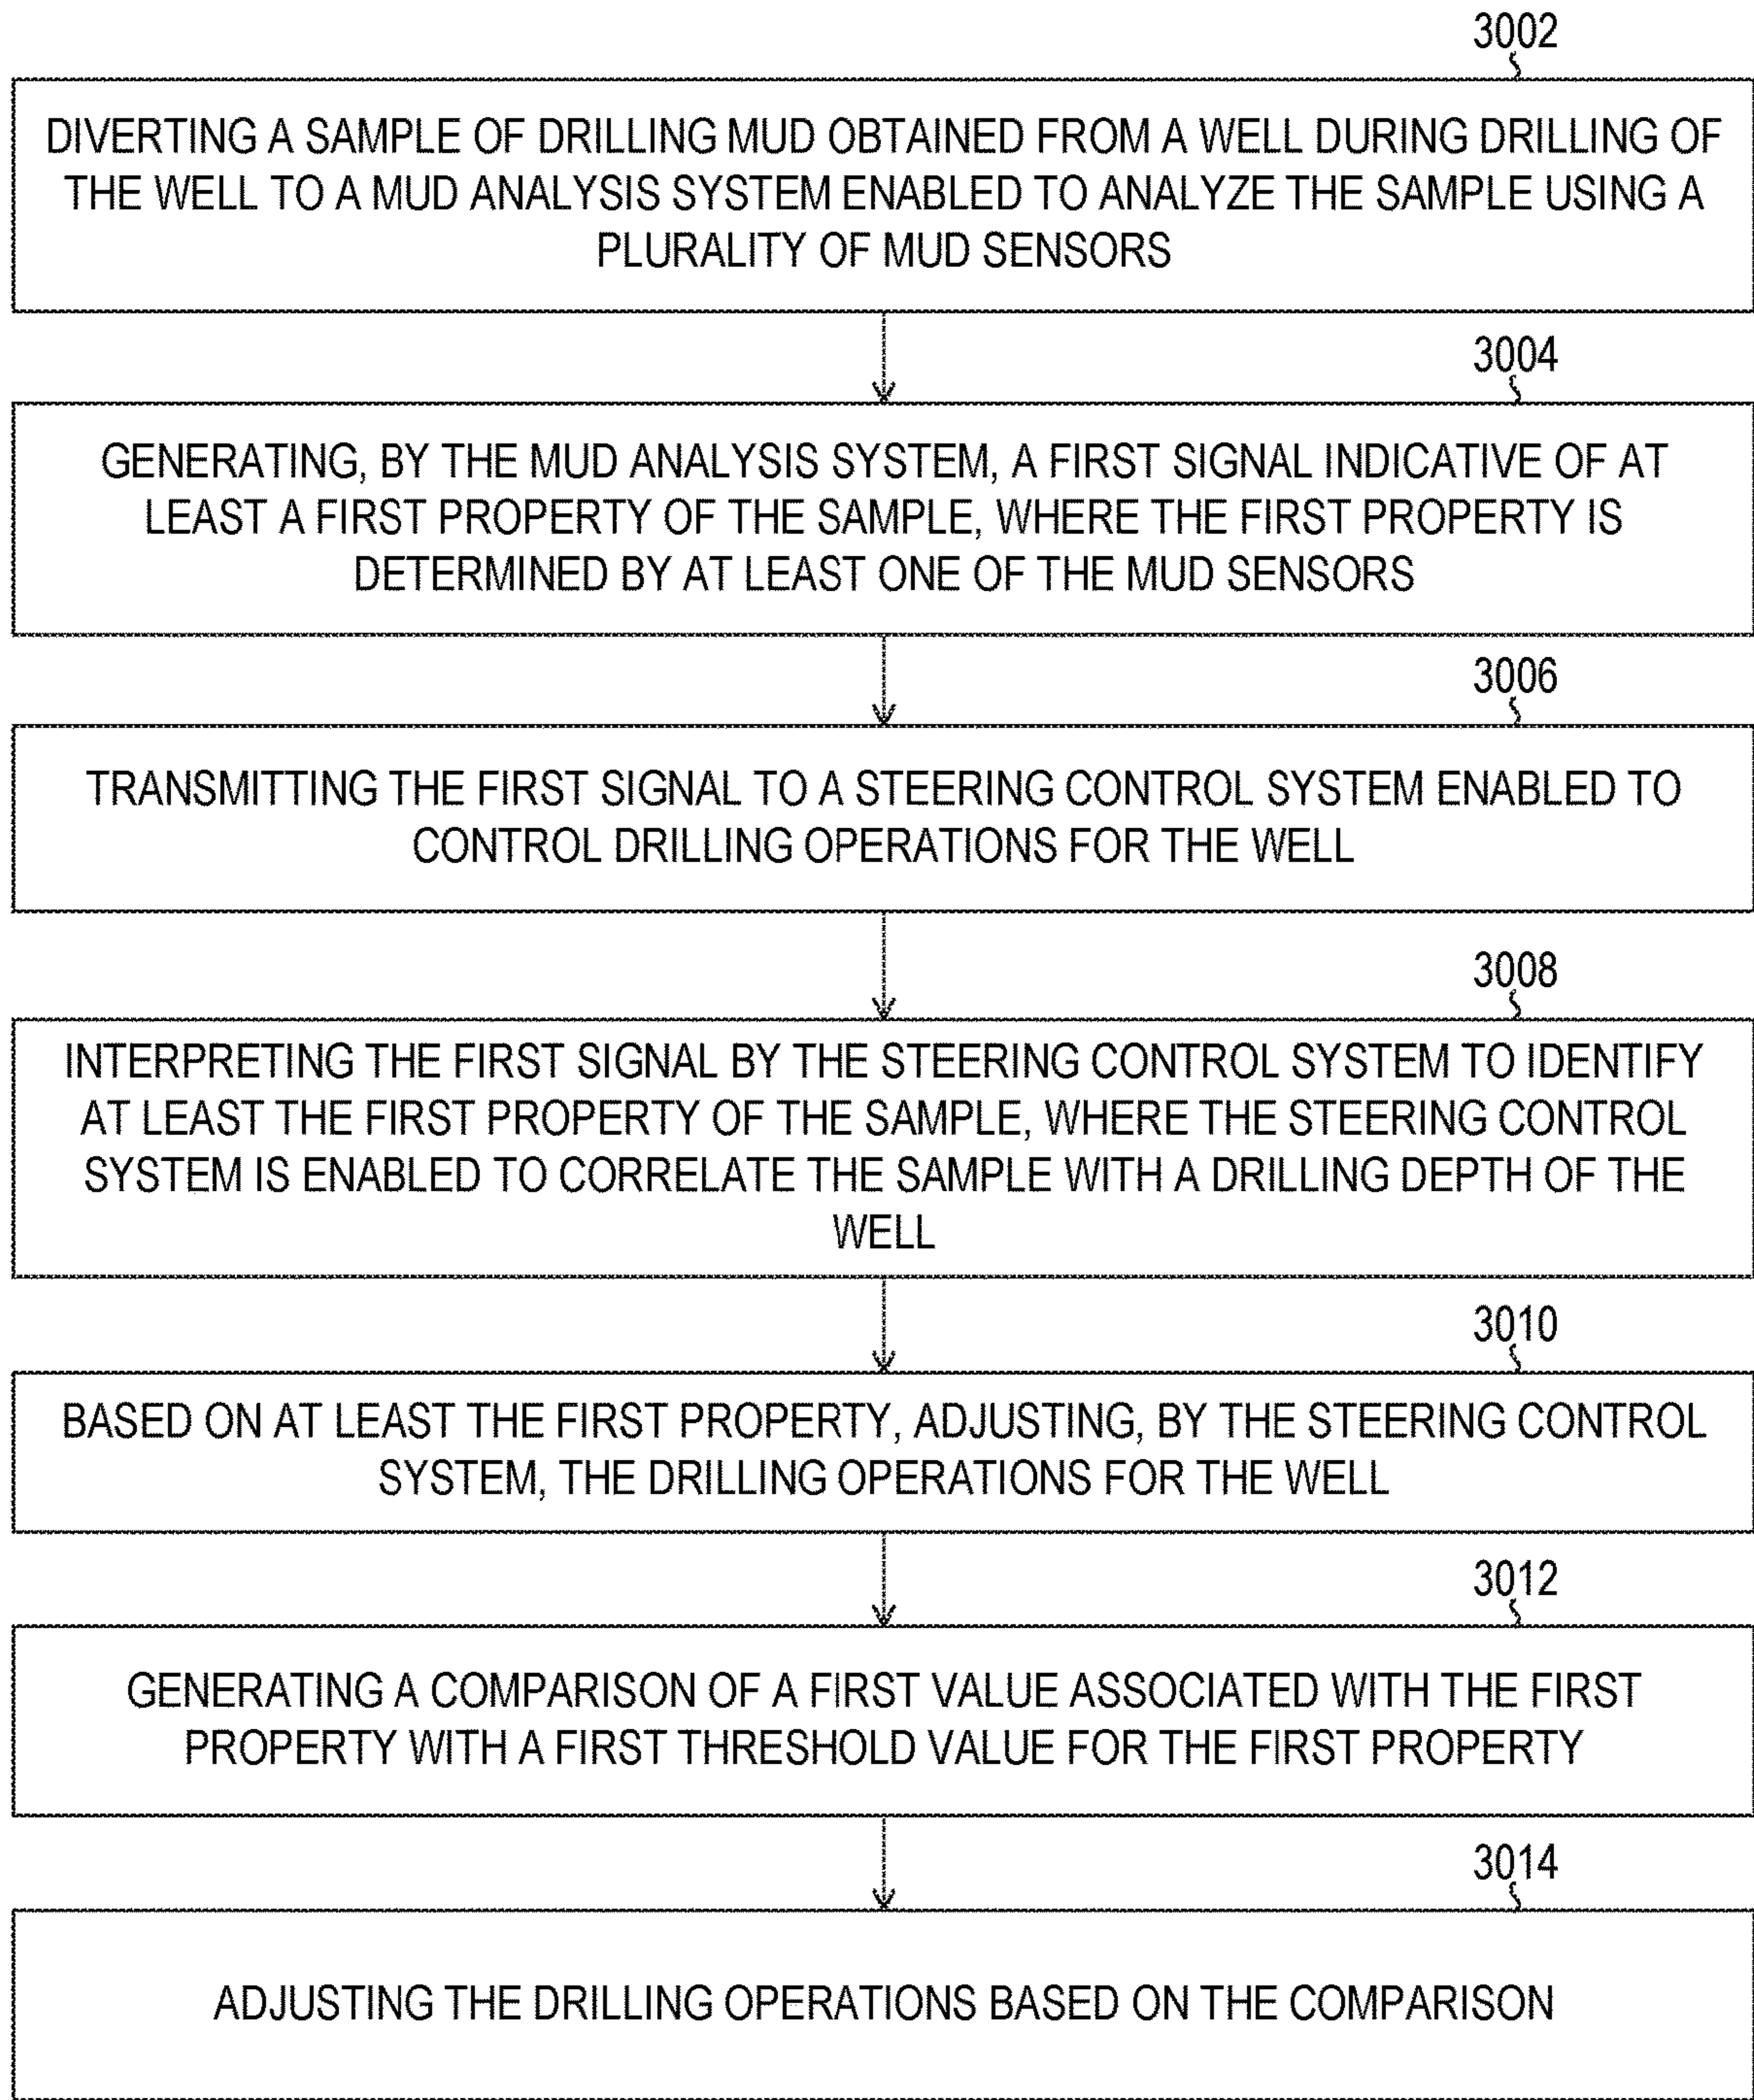 3002
DIVERTING A SAMPLE OF DRILLING MUD OBTAINED FROM A WELL DURING DRILLING OF
THE WELL TO A MUD ANALYSIS SYSTEM ENABLED TO ANALYZE THE SAMPLE USING A
PLURALITY OF MUD SENSORS
3004
GENERATING, BY THE MUD ANALYSIS SYSTEM, A FIRST SIGNAL INDICATIVE OF AT
LEAST A FIRST PROPERTY OF THE SAMPLE, WHERE THE FIRST PROPERTY IS
DETERMINED BY AT LEAST ONE OF THE MUD SENSORS
3006
TRANSMITTING THE FIRST SIGNAL TO A STEERING CONTROL SYSTEM ENABLED TO
CONTROL DRILLING OPERATIONS FOR THE WELL
3008
INTERPRETING THE FIRST SIGNAL BY THE STEERING CONTROL SYSTEM TO IDENTIFY
AT LEAST THE FIRST PROPERTY OF THE SAMPLE, WHERE THE STEERING CONTROL
SYSTEM IS ENABLED TO CORRELATE THE SAMPLE WITH A DRILLING DEPTH OF THE
WELL
3010
BASED ON AT LEAST THE FIRST PROPERTY, ADJUSTING, BY THE STEERING CONTROL
SYSTEM, THE DRILLING OPERATIONS FOR THE WELL
3012
GENERATING A COMPARISON OF A FIRST VALUE ASSOCIATED WITH THE FIRST
PROPERTY WITH A FIRST THRESHOLD VALUE FOR THE FIRST PROPERTY
3014
ADJUSTING THE DRILLING OPERATIONS BASED ON THE COMPARISON